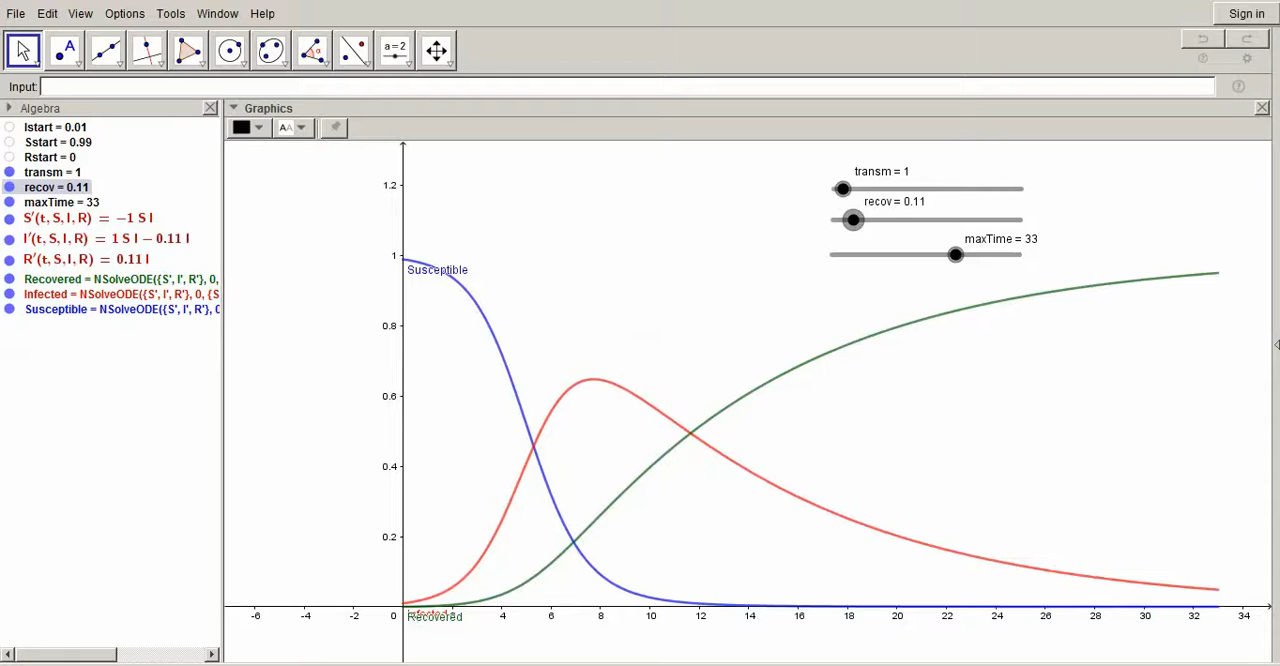 File Edit View Options Tools Window Help
Sign in
A
a=2
Input:
Algebra
Graphics
AA
Istart = 0.01
Sstart = 0.99
Rstart = 0
transm = 1
recov = 0.11
maxTime = 33
S′(t, S, I, R) = −1 S I
I′(t, S, I, R) = 1 S I − 0.11 I
R′(t, S, I, R) = 0.11 I
Recovered = NSolveODE({S', I', R'}, 0,
Infected = NSolveODE({S', I', R'}, 0, {S
Susceptible = NSolveODE({S', I', R'}, 0
transm = 1
recov = 0.11
maxTime = 33
1.2
1
0.8
0.6
0.4
0.2
Susceptible
Infected
Recovered
-6 -4 -2 0 2 4 6 8 10 12 14 16 18 20 22 24 26 28 30 32 34